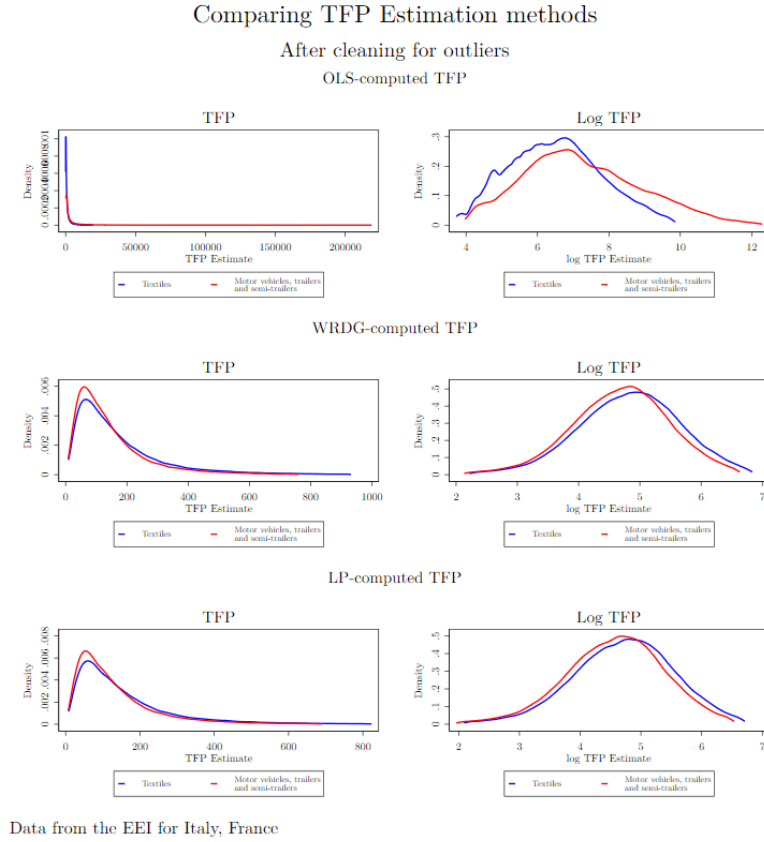 Comparing TFP Estimation methods
After cleaning for outliers
OLS-computed TFP
TFP
Log TFP
Density
0
50000
100000
150000
200000
TFP Estimate
Density
0
.1
.2
.3
4
6
8
10
12
log TFP Estimate
Textiles
Motor vehicles, trailers
and semi-trailers
Textiles
Motor vehicles, trailers
and semi-trailers
WRDG-computed TFP
TFP
Log TFP
Density
0
.002
.004
.006
0
200
400
600
800
1000
TFP Estimate
Density
0
.1
.2
.3
.4
.5
2
3
4
5
6
7
log TFP Estimate
Textiles
Motor vehicles, trailers
and semi-trailers
Textiles
Motor vehicles, trailers
and semi-trailers
LP-computed TFP
TFP
Log TFP
Density
0
.002
.004
.006
.008
0
200
400
600
800
TFP Estimate
Density
0
.1
.2
.3
.4
.5
2
3
4
5
6
7
log TFP Estimate
Textiles
Motor vehicles, trailers
and semi-trailers
Textiles
Motor vehicles, trailers
and semi-trailers
Data from the EEI for Italy, France